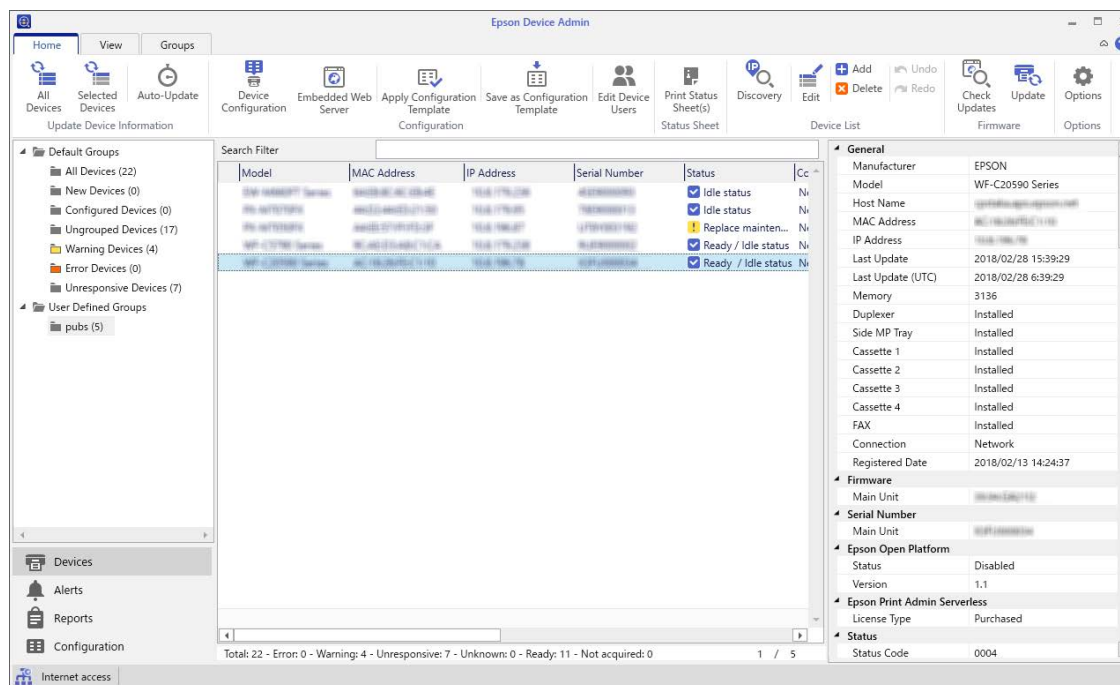 Epson Device Admin
Home View Groups
All Devices
Selected Devices
Auto-Update
Update Device Information
Device Configuration
Embedded Web Server
Apply Configuration Template
Save as Configuration Template
Edit Device Users
Configuration
Print Status Sheet(s)
Status Sheet
Discovery
Edit
Add
Delete
Undo
Redo
Device List
Check Updates
Update
Firmware
Options
Options
Default Groups
All Devices (22)
New Devices (0)
Configured Devices (0)
Ungrouped Devices (17)
Warning Devices (4)
Error Devices (0)
Unresponsive Devices (7)
User Defined Groups
pubs (5)
Devices
Alerts
Reports
Configuration
Search Filter
Model MAC Address IP Address Serial Number Status
Idle status
Idle status
Replace mainten...
Ready / Idle status
Ready / Idle status
Total: 22 - Error: 0 - Warning: 4 - Unresponsive: 7 - Unknown: 0 - Ready: 11 - Not acquired: 0 1 / 5
General
Manufacturer EPSON
Model WF-C20590 Series
Host Name
MAC Address
IP Address
Last Update 2018/02/28 15:39:29
Last Update (UTC) 2018/02/28 6:39:29
Memory 3136
Duplexer Installed
Side MP Tray Installed
Cassette 1 Installed
Cassette 2 Installed
Cassette 3 Installed
Cassette 4 Installed
FAX Installed
Connection Network
Registered Date 2018/02/13 14:24:37
Firmware
Main Unit
Serial Number
Main Unit
Epson Open Platform
Status Disabled
Version 1.1
Epson Print Admin Serverless
License Type Purchased
Status
Status Code 0004
Internet access